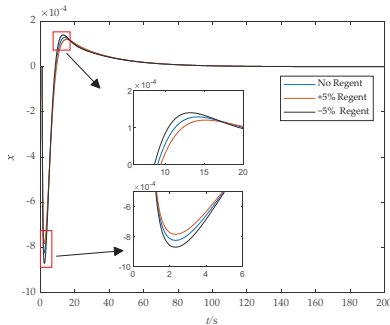 ×10⁻⁴
2
0
-2
-4
-6
-8
-10
x
0 20 40 60 80 100 120 140 160 180 200
t/s
No Regent
+5% Regent
−5% Regent
×10⁻⁴
2
1
0
10 15 20
×10⁻⁴
-6
-8
-10
0 2 4 6